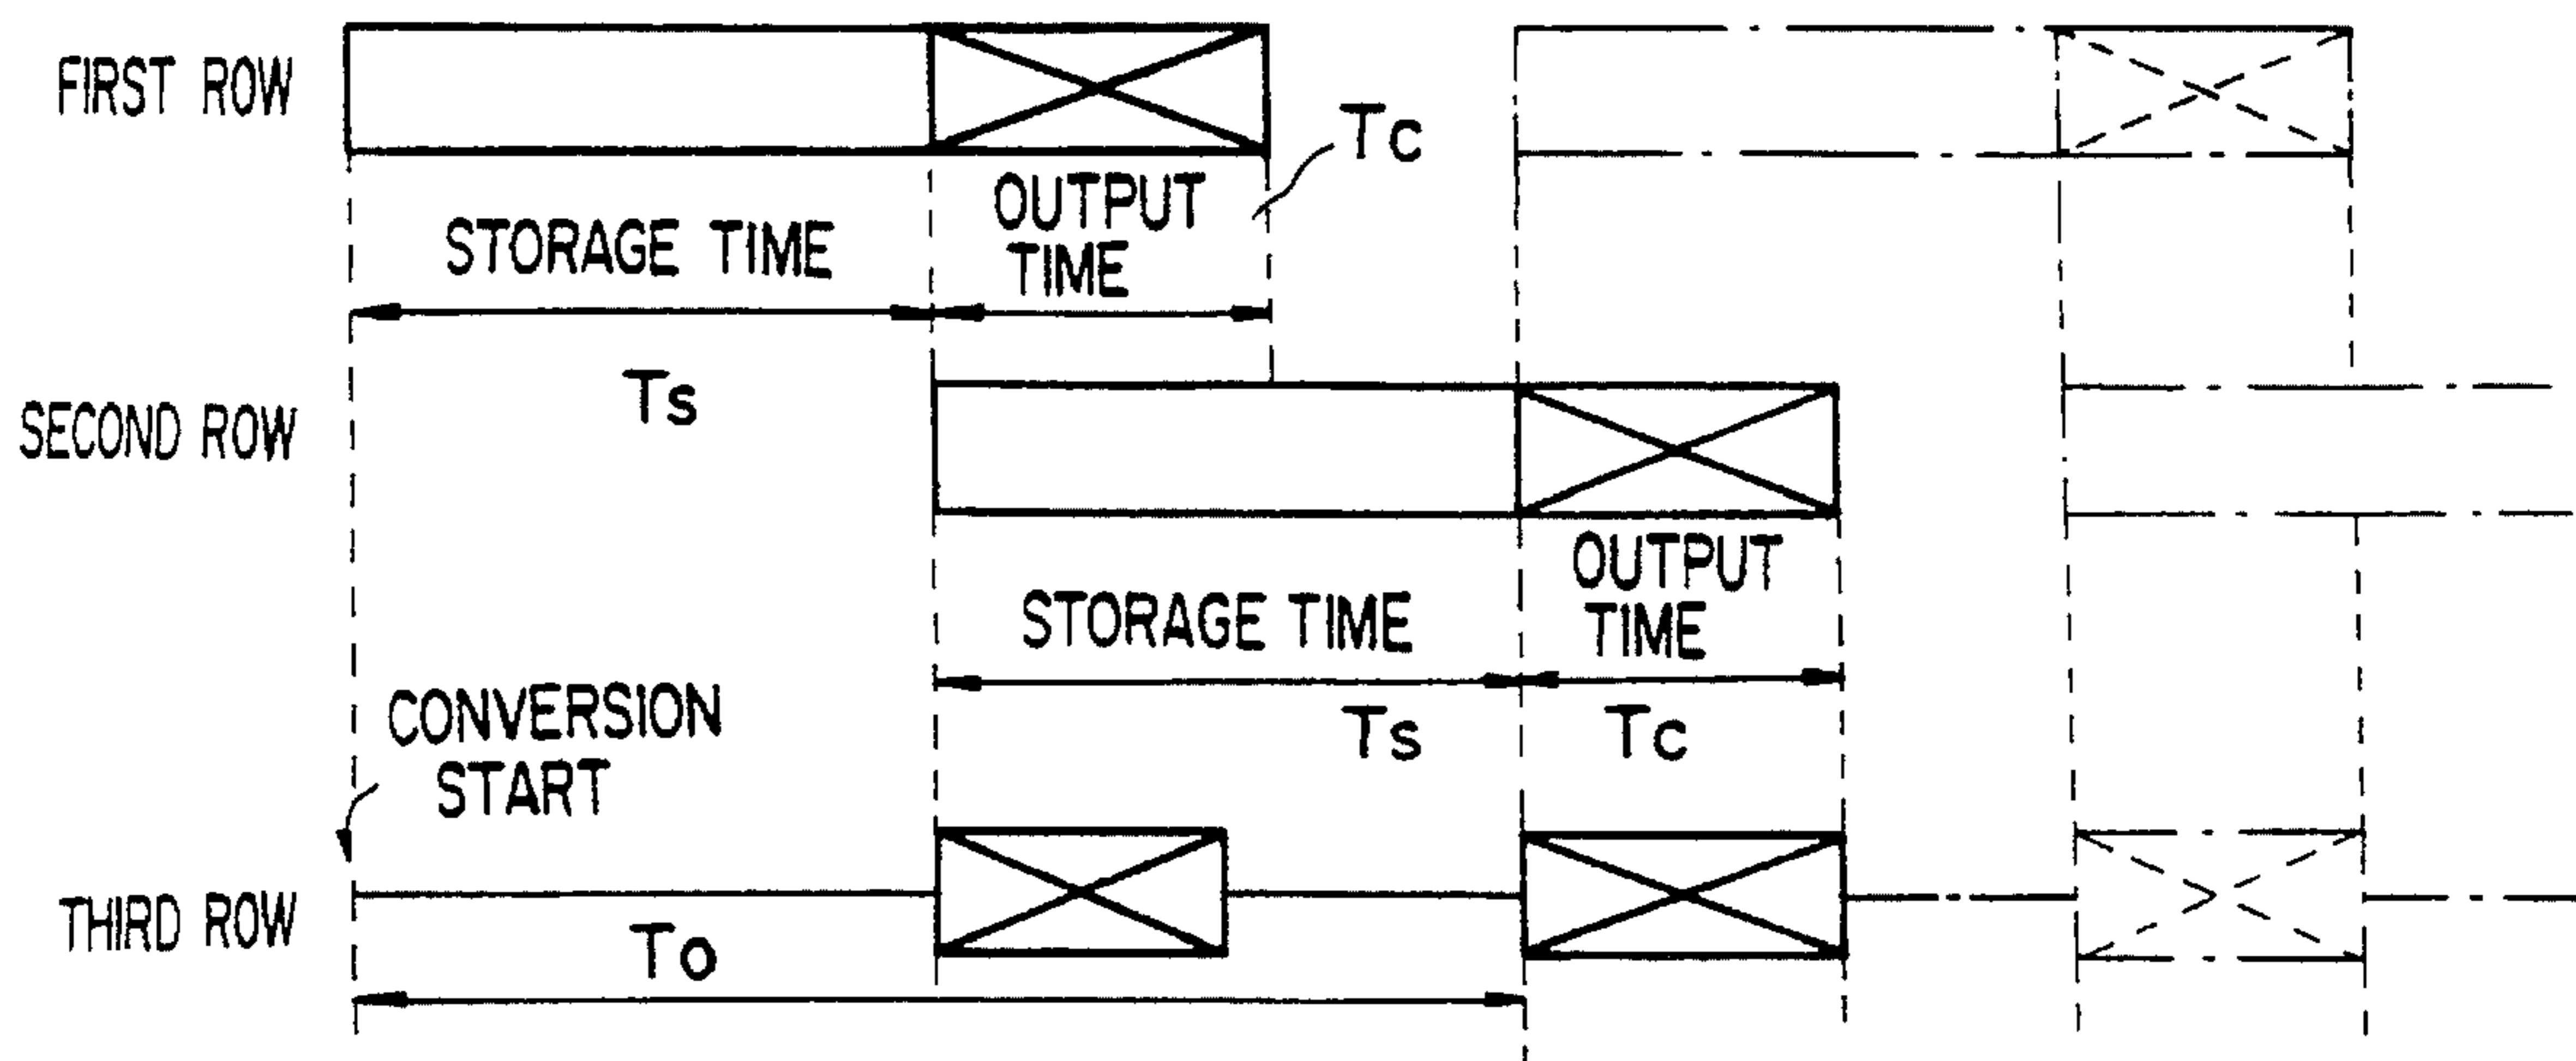 FIRST ROW
Tc
STORAGE TIME
OUTPUT
TIME
Ts
SECOND ROW
STORAGE TIME
OUTPUT
TIME
Ts
Tc
CONVERSION
START
THIRD ROW
To